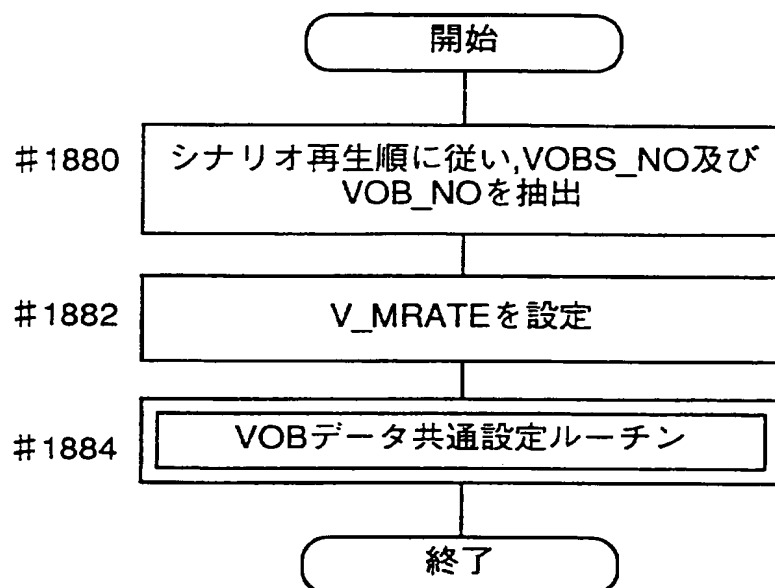 開始
#1880
シナリオ再生順に従い,VOBS_NO及び
VOB_NOを抽出
#1882
V_MRATEを設定
#1884
VOBデータ共通設定ルーチン
終了